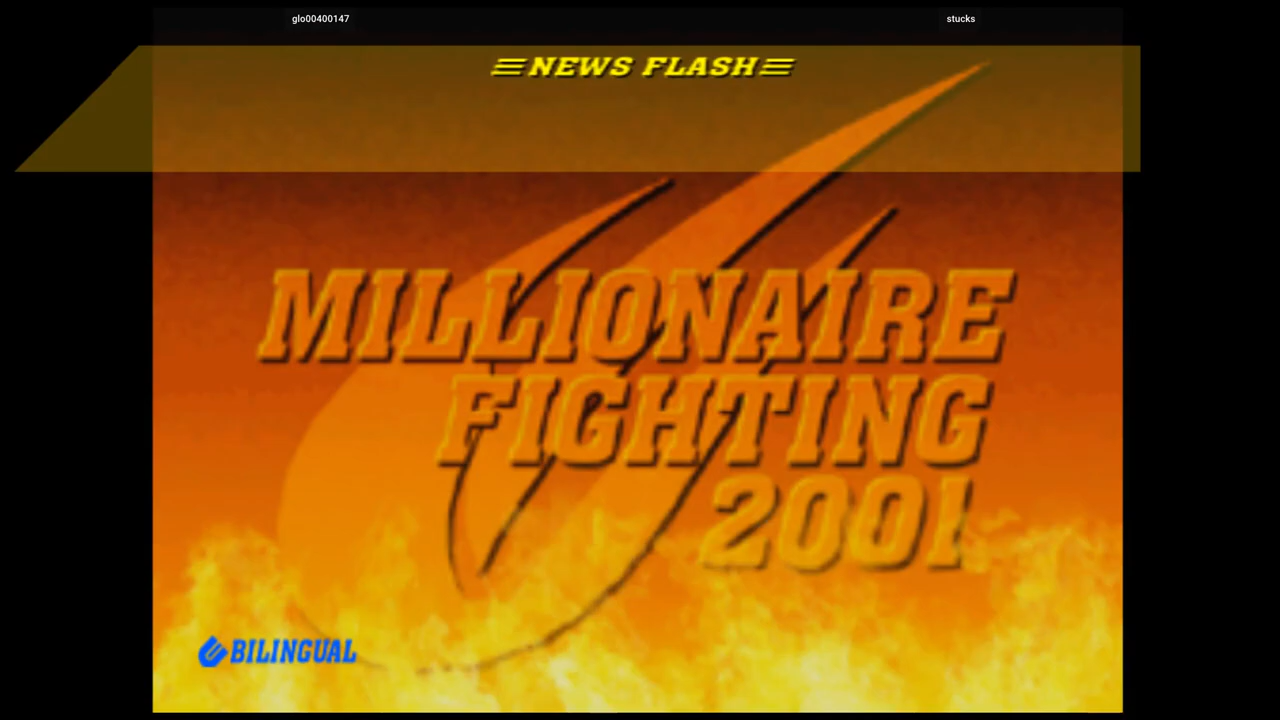 glo00400147
stucks
NEWS FLASH
MILLIONAIRE
FIGHTING
2001
BILINGUAL